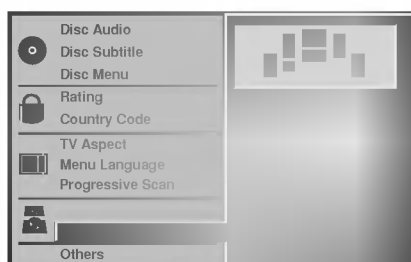 Disc Audio
Disc Subtitle
Disc Menu
Rating
Country Code
TV Aspect
Menu Language
Progressive Scan
Others